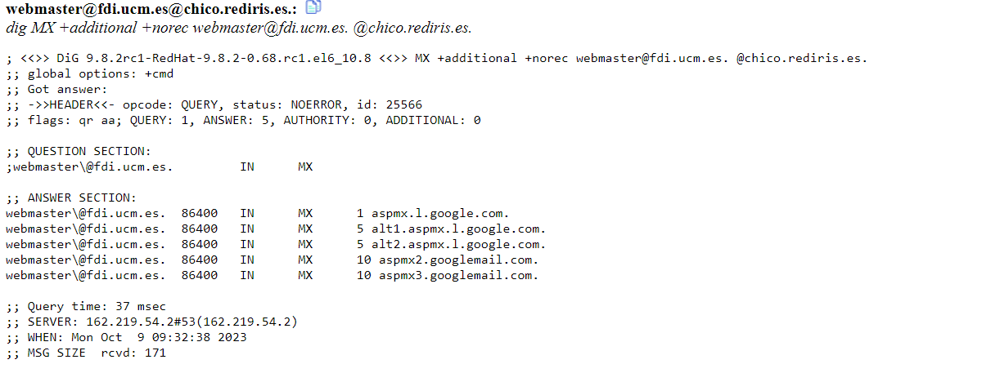 webmaster@fdi.ucm.es@chico.rediris.es.:
dig MX +additional +norec webmaster@fdi.ucm.es. @chico.rediris.es.
; <<>> DiG 9.8.2rc1-RedHat-9.8.2-0.68.rc1.el6_10.8 <<>> MX +additional +norec webmaster@fdi.ucm.es. @chico.rediris.es.
;; global options: +cmd
;; Got answer:
;; ->>HEADER<<- opcode: QUERY, status: NOERROR, id: 25566
;; flags: qr aa; QUERY: 1, ANSWER: 5, AUTHORITY: 0, ADDITIONAL: 0
;; QUESTION SECTION:
;webmaster\@fdi.ucm.es. IN MX
;; ANSWER SECTION:
webmaster\@fdi.ucm.es. 86400 IN MX 1 aspmx.l.google.com.
webmaster\@fdi.ucm.es. 86400 IN MX 5 alt1.aspmx.l.google.com.
webmaster\@fdi.ucm.es. 86400 IN MX 5 alt2.aspmx.l.google.com.
webmaster\@fdi.ucm.es. 86400 IN MX 10 aspmx2.googlemail.com.
webmaster\@fdi.ucm.es. 86400 IN MX 10 aspmx3.googlemail.com.
;; Query time: 37 msec
;; SERVER: 162.219.54.2#53(162.219.54.2)
;; WHEN: Mon Oct  9 09:32:38 2023
;; MSG SIZE  rcvd: 171